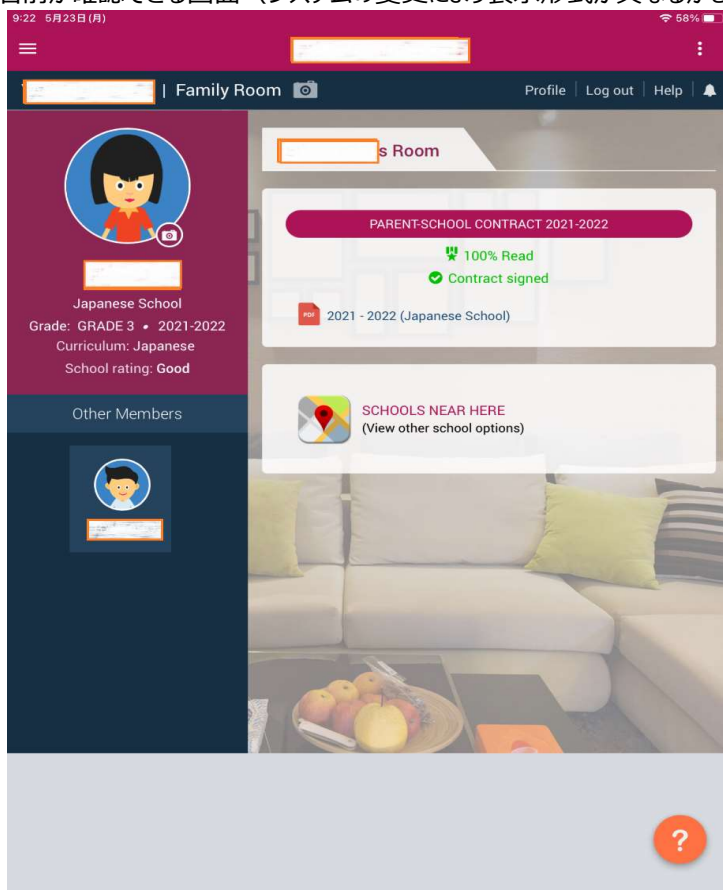 名前が確認できる画面（システムの変更により表示形式が異なるか
9:22 5月23日(月)
58%
| Family Room
Profile | Log out | Help |
s Room
PARENT-SCHOOL CONTRACT 2021-2022
100% Read
Contract signed
PDF
2021 - 2022 (Japanese School)
Japanese School
Grade: GRADE 3 • 2021-2022
Curriculum: Japanese
School rating: Good
Other Members
SCHOOLS NEAR HERE
(View other school options)
?